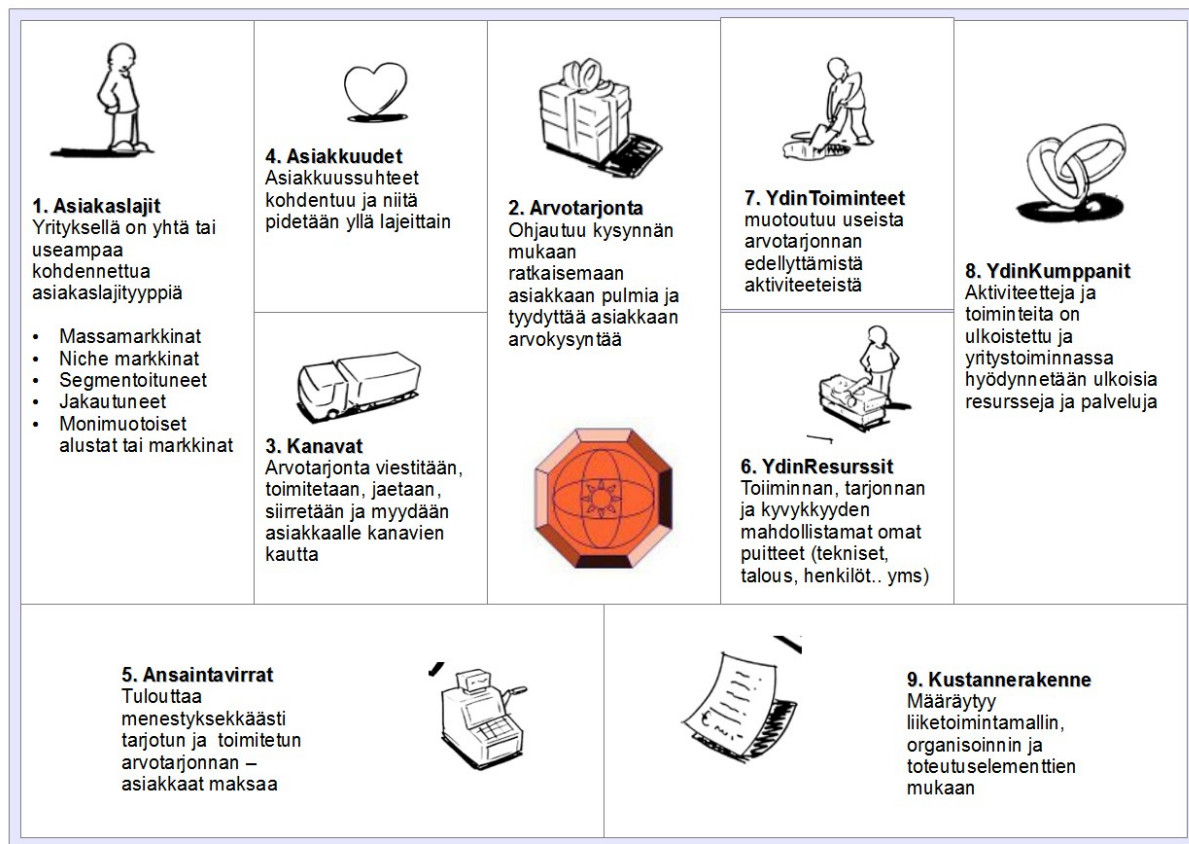 1. Asiakaslajit
Yrityksellä on yhtä tai
useampaa
kohdennettua
asiakaslajityyppiä
• Massamarkkinat
• Niche markkinat
• Segmentoituneet
• Jakautuneet
• Monimuotoiset
alustat tai markkinat
4. Asiakkuudet
Asiakkuussuhteet
kohdentuu ja niitä
pidetään yllä lajeittain
3. Kanavat
Arvotarjonta viestitään,
toimitetaan, jaetaan,
siirretään ja myydään
asiakkaalle kanavien
kautta
2. Arvotarjonta
Ohjautuu kysynnän
mukaan
ratkaisemaan
asiakkaan pulmia ja
tyydyttää asiakkaan
arvokysyntää
7. YdinToiminteet
muotoutuu useista
arvotarjonnan
edellyttämistä
aktiviteeteistä
6. YdinResurssit
Toiiminnan, tarjonnan
ja kyvykkyyden
mahdollistamat omat
puitteet (tekniset,
talous, henkilöt.. yms)
8. YdinKumppanit
Aktiviteetteja ja
toiminteita on
ulkoistettu ja
yritystoiminnassa
hyödynnetään ulkoisia
resursseja ja palveluja
5. Ansaintavirrat
Tulouttaa
menestyksekkäästi
tarjotun ja toimitetun
arvotarjonnan –
asiakkaat maksaa
9. Kustannerakenne
Määräytyy
liiketoimintamallin,
organisoinnin ja
toteutuselementtien
mukaan